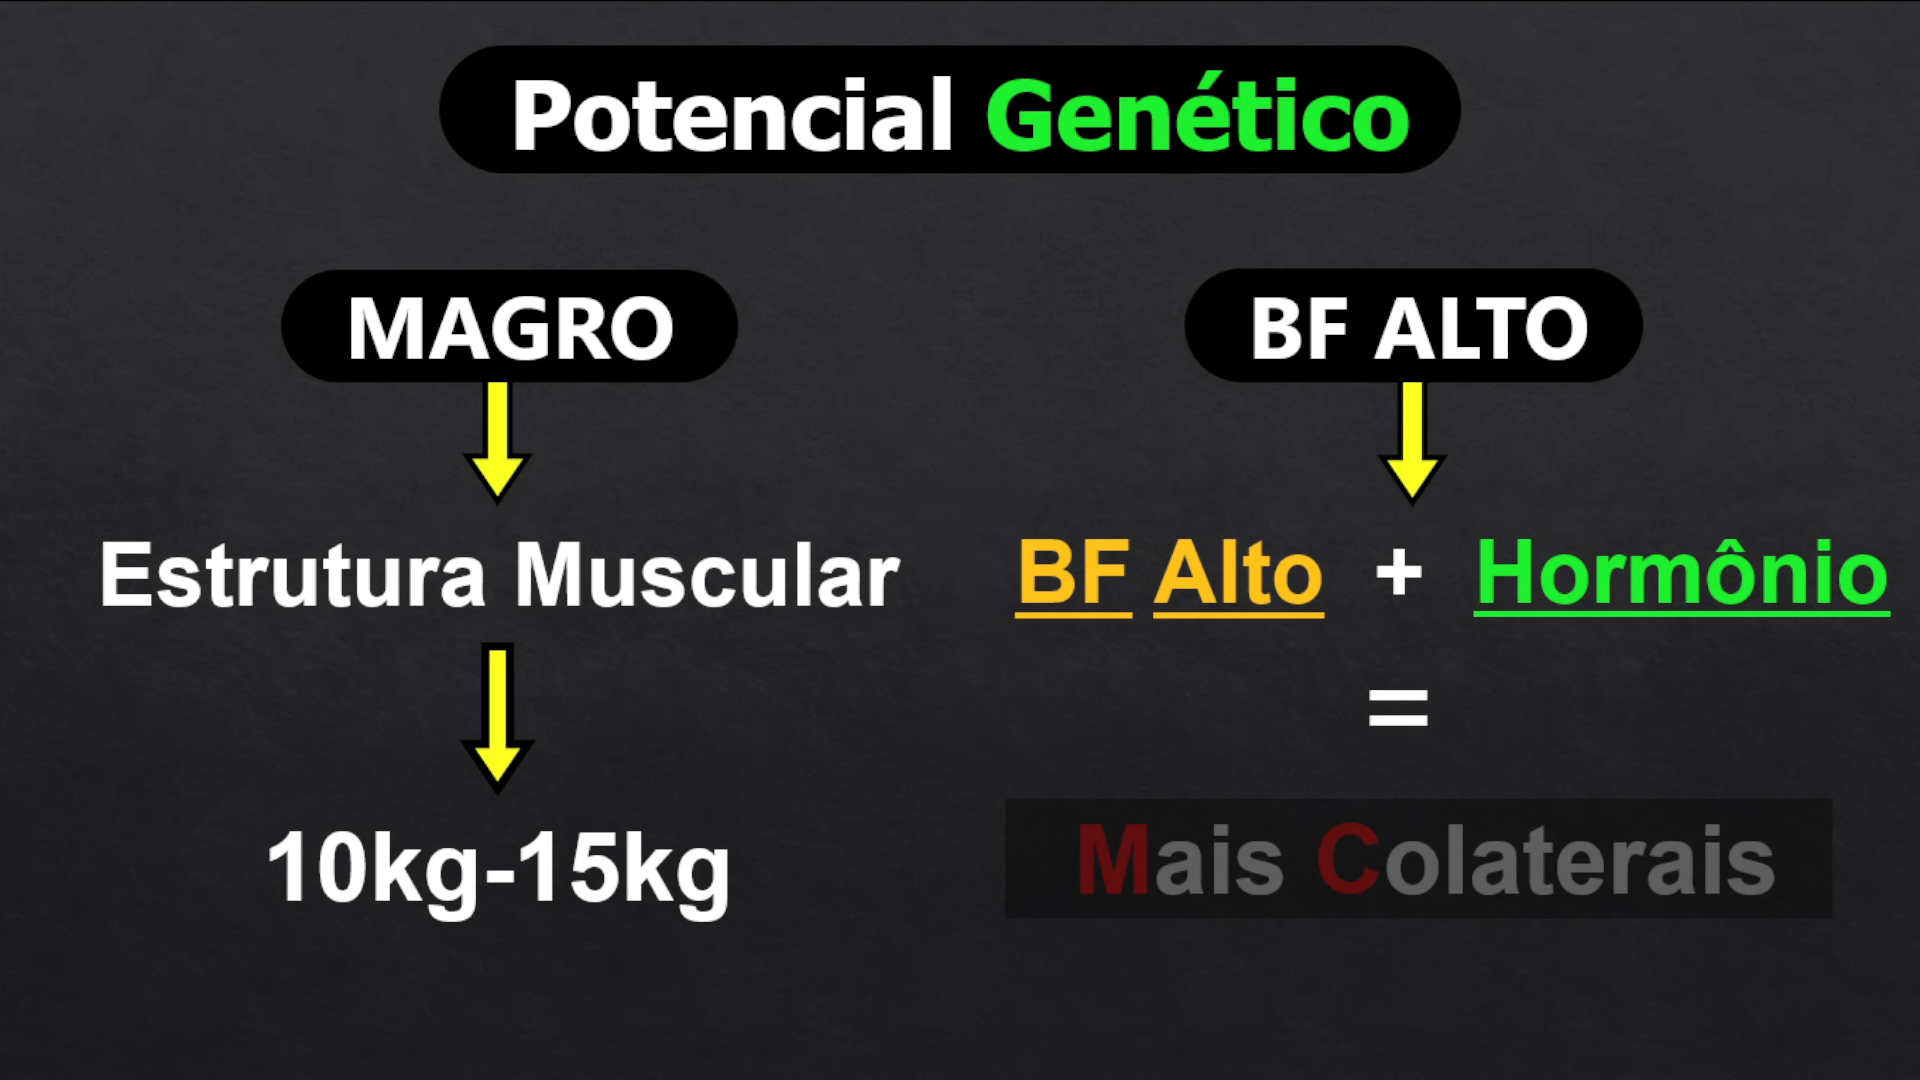 Potencial Genético
MAGRO
Estrutura Muscular
10kg-15kg
BF ALTO
BF Alto + Hormônio
=
Mais Colaterais